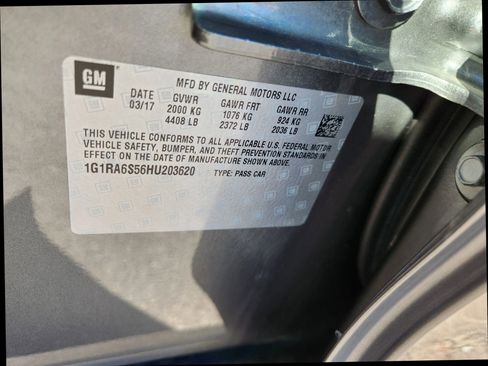 GM
MFD BY GENERAL MOTORS LLC
DATE GVWR GAWR FRT GAWR RR
03/17 2000 KG 1076 KG 924 KG
4408 LB 2372 LB 2036 LB
THIS VEHICLE CONFORMS TO ALL APPLICABLE U.S. FEDERAL MOTOR
VEHICLE SAFETY, BUMPER, AND THEFT PREVENTION STANDARDS
IN EFFECT ON THE DATE OF MANUFACTURE SHOWN ABOVE.
1G1RA6S56HU203620 TYPE: PASS CAR